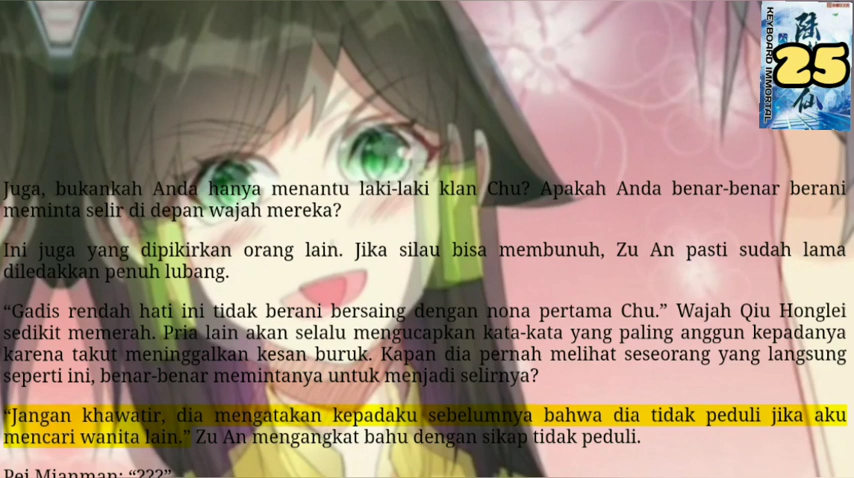 KEYBOARD IMMORTAL
25
Juga, bukankah Anda hanya menantu laki-laki klan Chu? Apakah Anda benar-benar berani
meminta selir di depan wajah mereka?
Ini juga yang dipikirkan orang lain. Jika silau bisa membunuh, Zu An pasti sudah lama
diledakkan penuh lubang.
“Gadis rendah hati ini tidak berani bersaing dengan nona pertama Chu.” Wajah Qiu Honglei
sedikit memerah. Pria lain akan selalu mengucapkan kata-kata yang paling anggun kepadanya
karena takut meninggalkan kesan buruk. Kapan dia pernah melihat seseorang yang langsung
seperti ini, benar-benar memintanya untuk menjadi selirnya?
“Jangan khawatir, dia mengatakan kepadaku sebelumnya bahwa dia tidak peduli jika aku
mencari wanita lain.” Zu An mengangkat bahu dengan sikap tidak peduli.
Pei Mianman: “???”